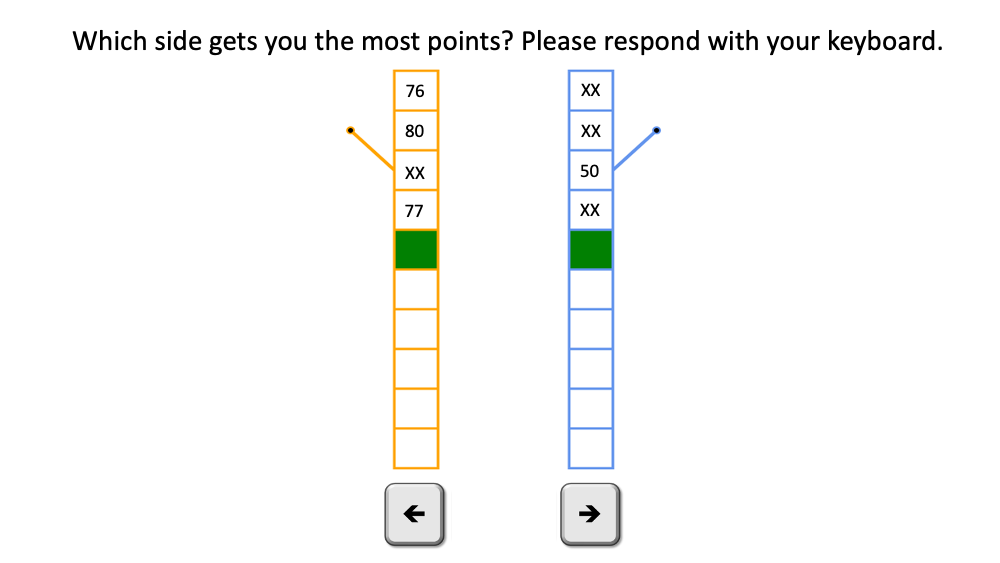 Which side gets you the most points? Please respond with your keyboard.
76 XX
80 XX
XX 50
77 XX
← →